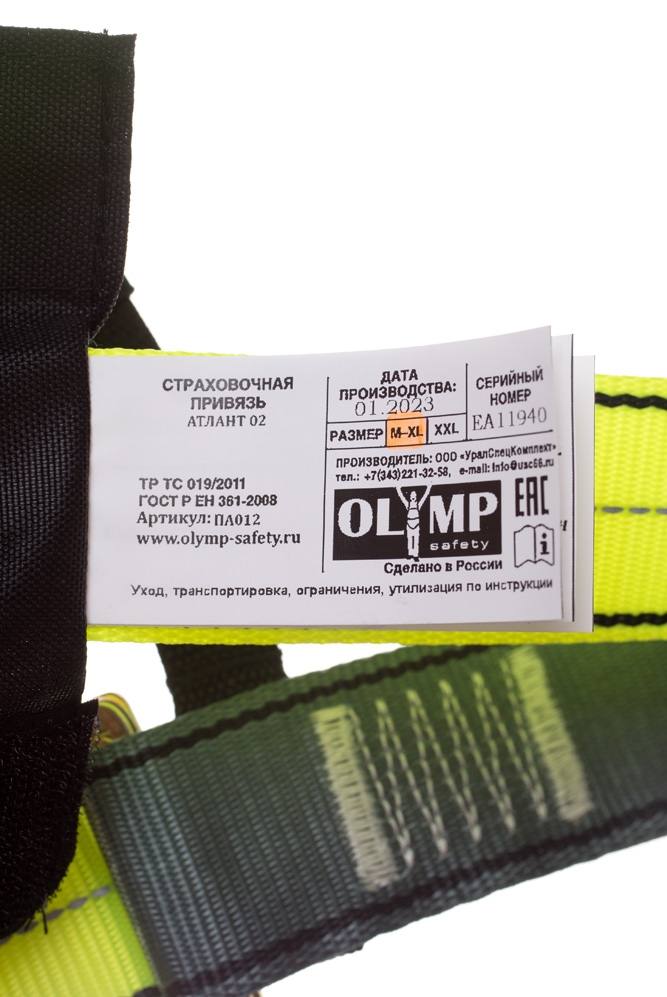 СТРАХОВОЧНАЯ
ПРИВЯЗЬ
АТЛАНТ 02
ТР ТС 019/2011
ГОСТ Р ЕН 361-2008
Артикул: ПА012
www.olymp-safety.ru
ДАТА
ПРОИЗВОДСТВА:
01.2023
СЕРИЙНЫЙ
НОМЕР
EA11940
РАЗМЕР M–XL XXL
ПРОИЗВОДИТЕЛЬ: ООО «УралСпецКомплект»
тел.: +7(343)221-32-58, e-mail: info@usc66.ru
OLYMP
safety
EAC
i
Сделано в России
Уход, транспортировка, ограничения, утилизация по инструкции